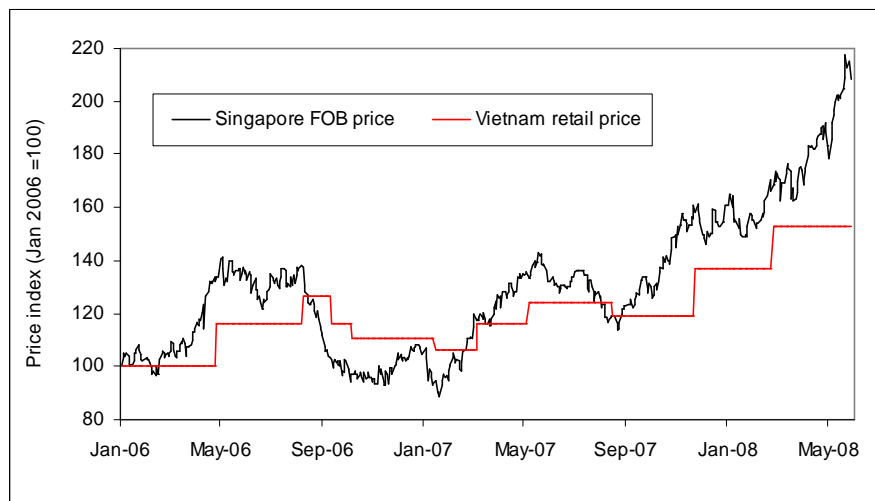 220
200
180
160
140
120
100
80
Price index (Jan 2006 =100)
Singapore FOB price
Vietnam retail price
Jan-06 May-06 Sep-06 Jan-07 May-07 Sep-07 Jan-08 May-08